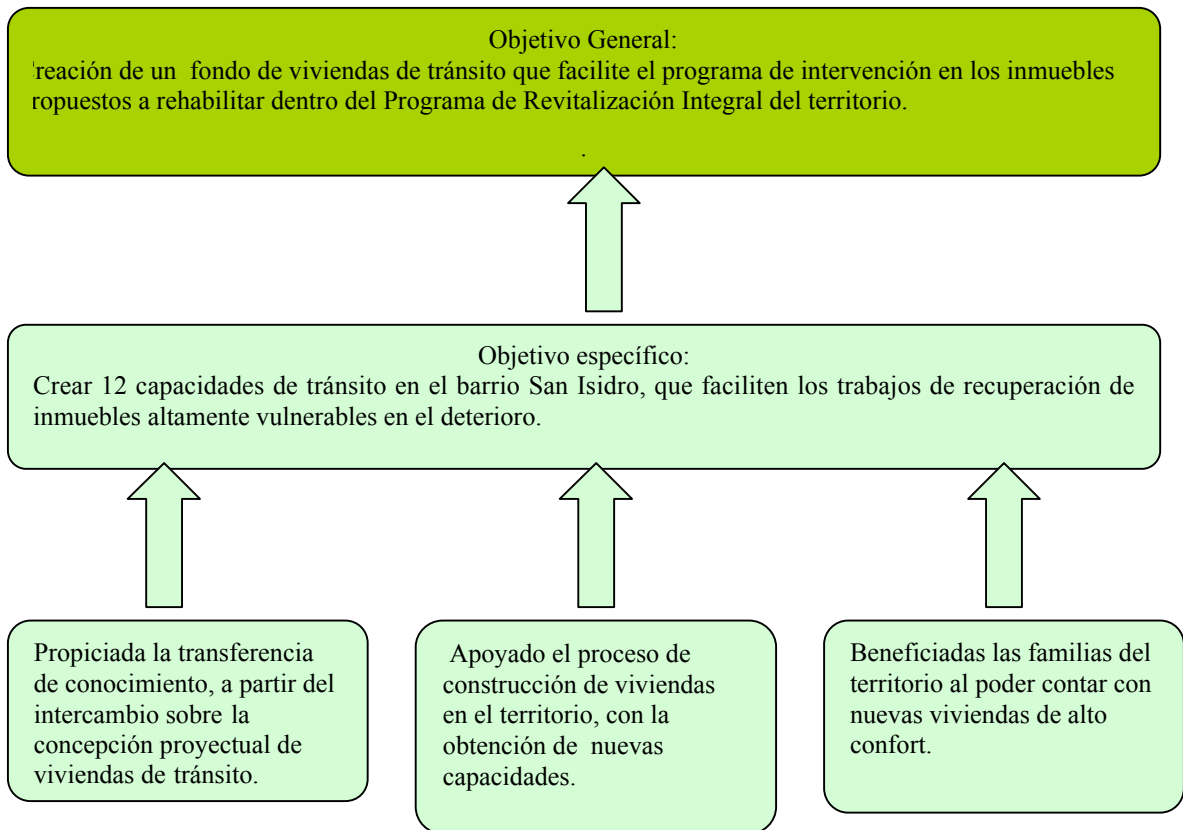 Objetivo General:
reación de un fondo de viviendas de tránsito que facilite el programa de intervención en los inmuebles
ropuestos a rehabilitar dentro del Programa de Revitalización Integral del territorio.
.
Objetivo específico:
Crear 12 capacidades de tránsito en el barrio San Isidro, que faciliten los trabajos de recuperación de
inmuebles altamente vulnerables en el deterioro.
Propiciada la transferencia
de conocimiento, a partir del
intercambio sobre la
concepción proyectual de
viviendas de tránsito.
Apoyado el proceso de
construcción de viviendas
en el territorio, con la
obtención de nuevas
capacidades.
Beneficiadas las familias del
territorio al poder contar con
nuevas viviendas de alto
confort.